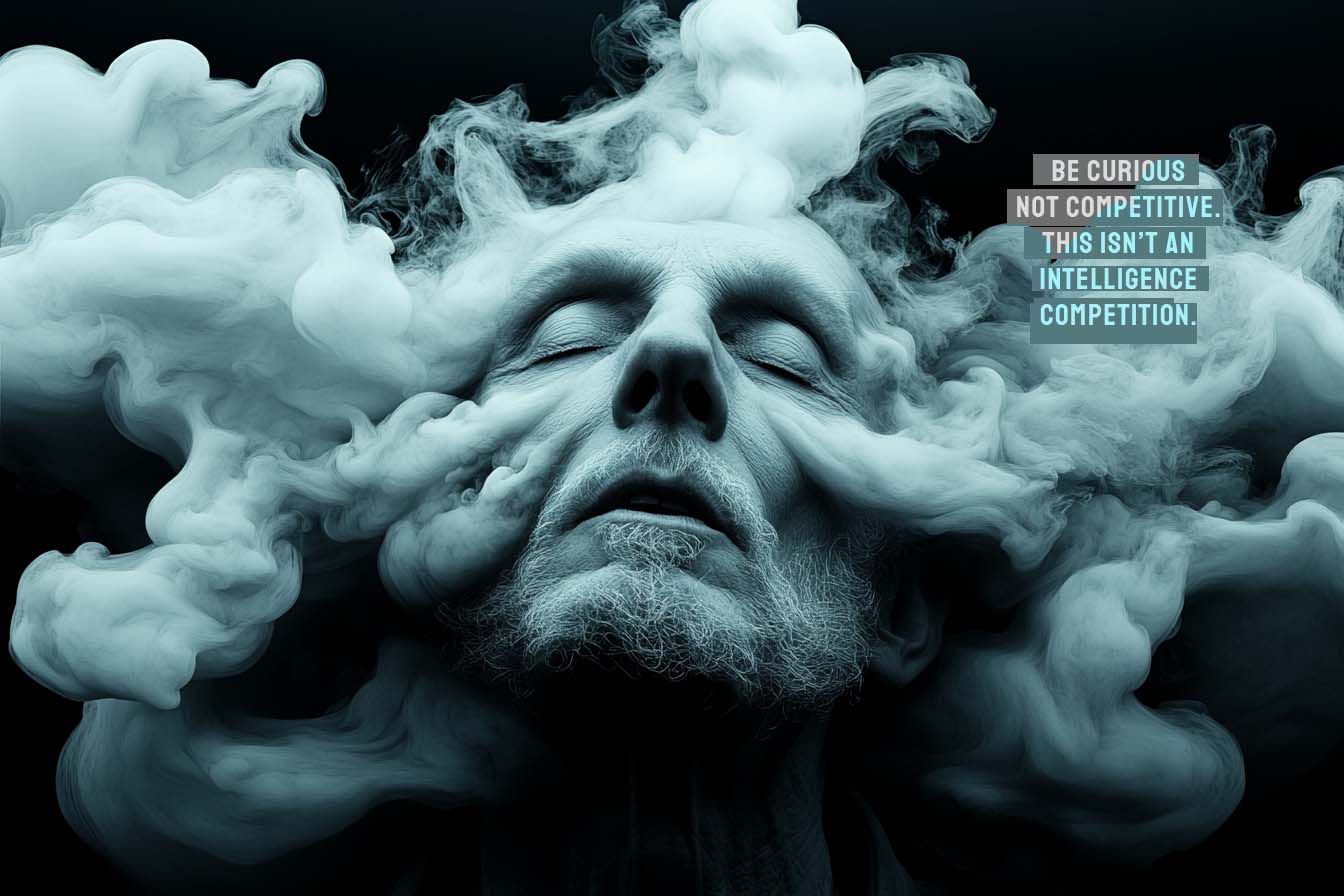 BE CURIOUS
NOT COMPETITIVE.
THIS ISN’T AN
INTELLIGENCE
COMPETITION.